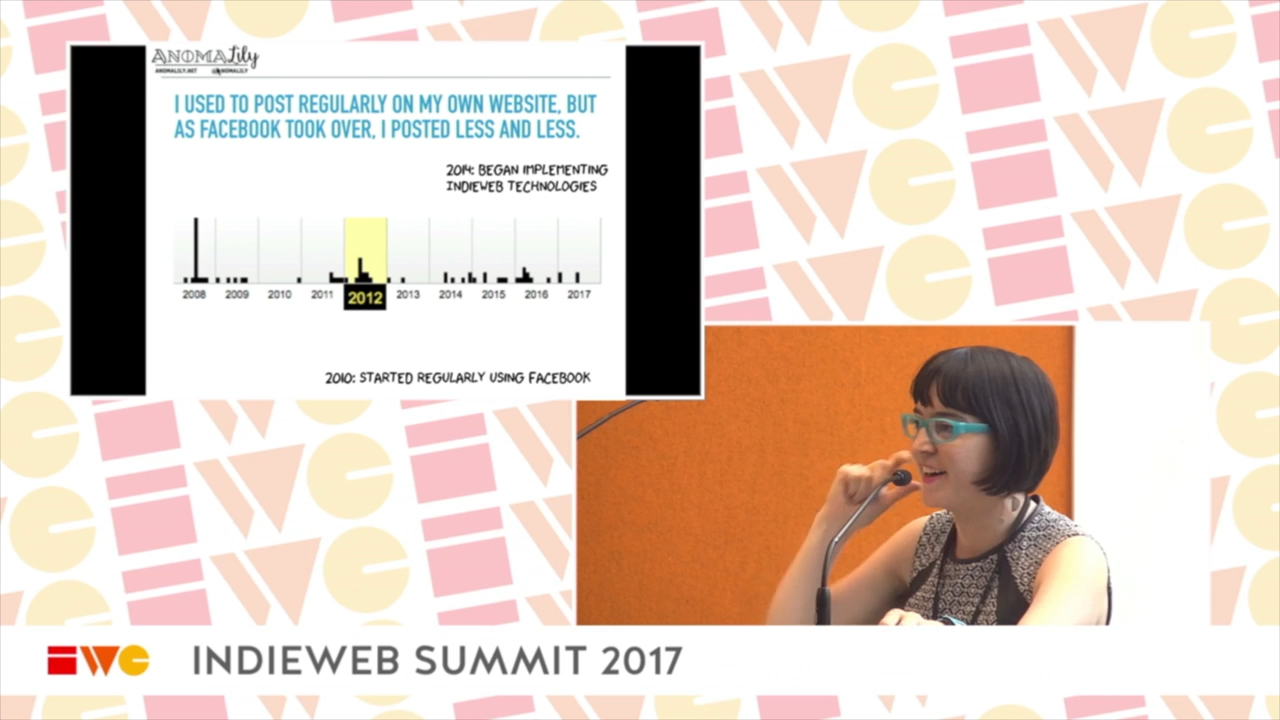 ANOMALily
ANOMALILY.NET @ANOMALILY
I USED TO POST REGULARLY ON MY OWN WEBSITE, BUT
AS FACEBOOK TOOK OVER, I POSTED LESS AND LESS.
2014: BEGAN IMPLEMENTING
INDIEWEB TECHNOLOGIES
2008 2009 2010 2011 2012 2013 2014 2015 2016 2017
2010: STARTED REGULARLY USING FACEBOOK
IWC INDIEWEB SUMMIT 2017